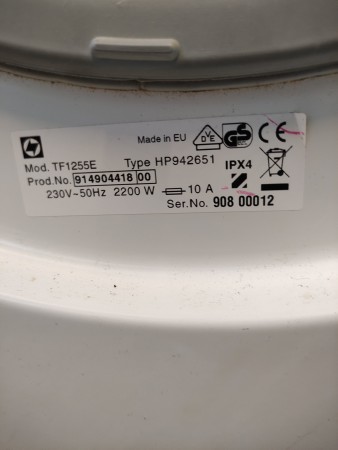 Made in EU
Mod. TF1255E Type HP942651 IPX4
Prod.No. 914904418 00
230V~50Hz 2200 W 10 A
Ser.No. 908 00012